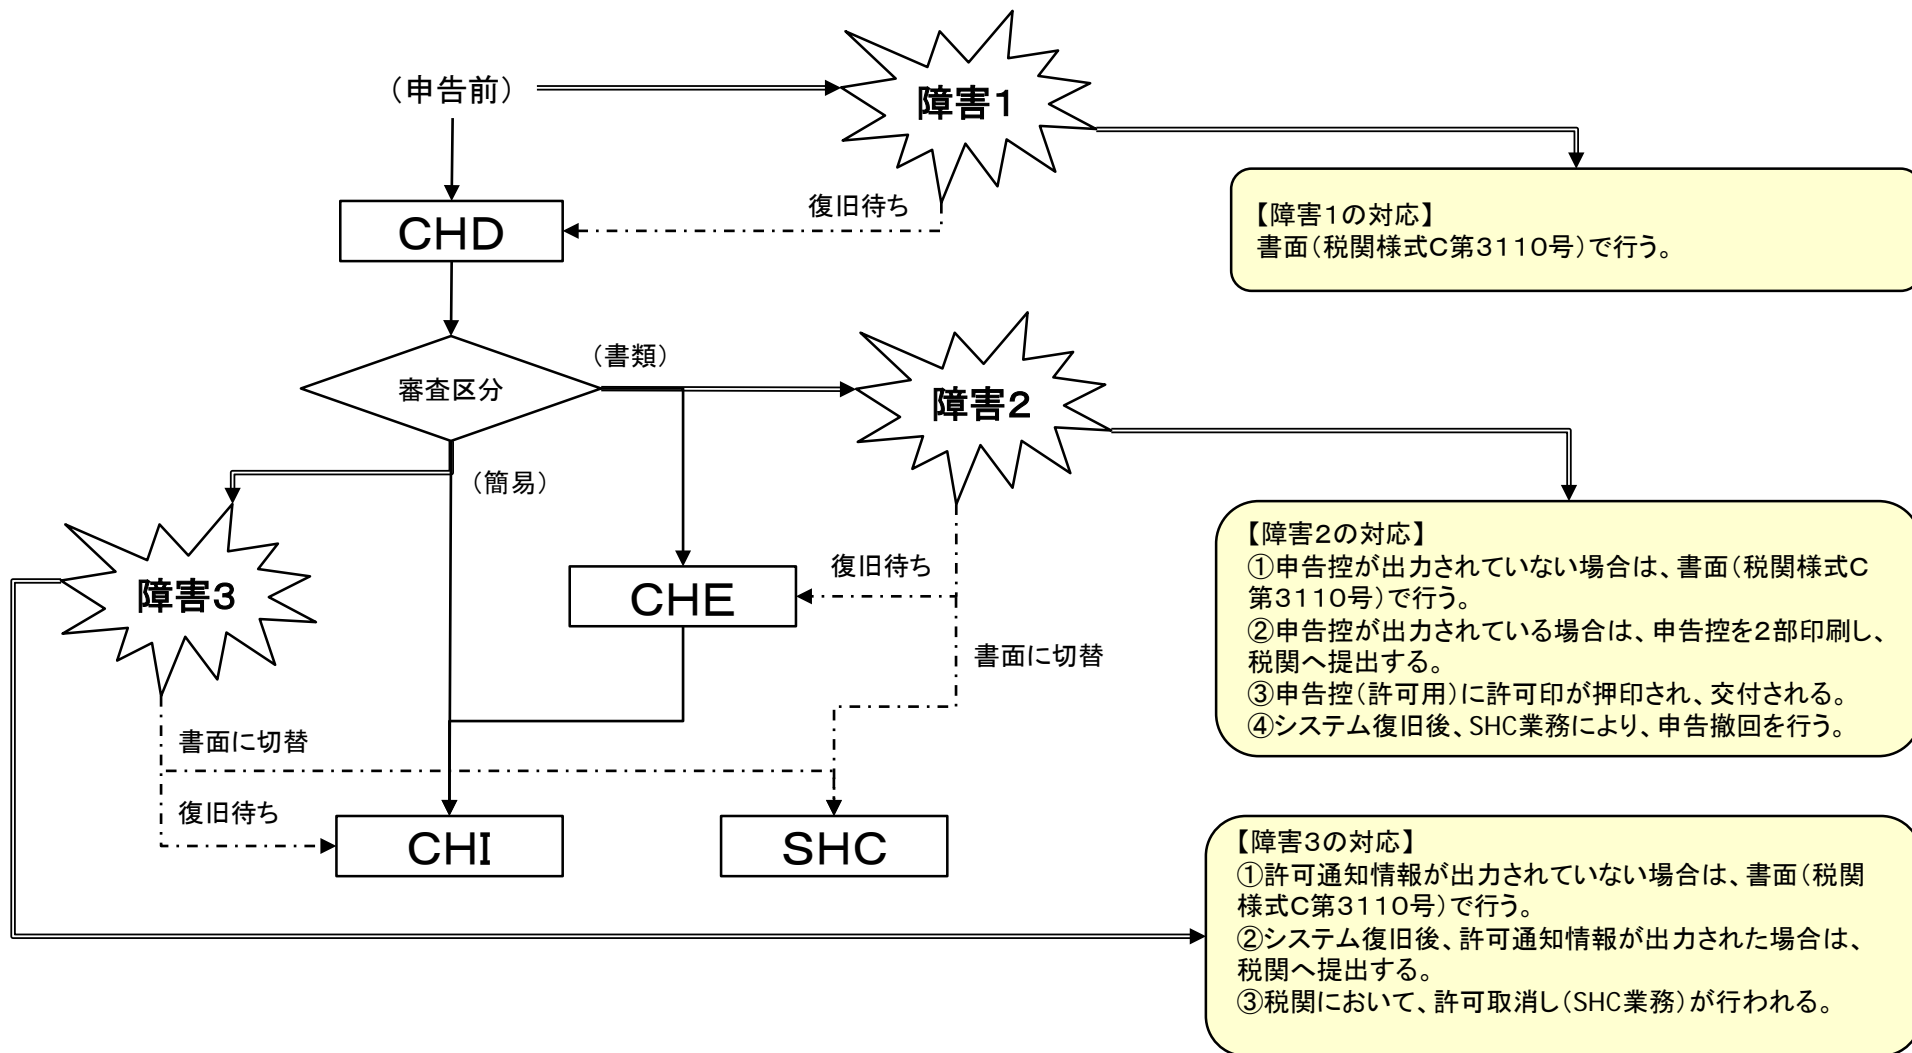 （申告前）
障害１
復旧待ち
CHD
【障害１の対応】
書面（税関様式Ｃ第３１１０号）で行う。
（書類）
審査区分
障害２
（簡易）
障害３
復旧待ち
CHE
書面に切替
【障害２の対応】
①申告控が出力されていない場合は、書面（税関様式Ｃ
第３１１０号）で行う。
②申告控が出力されている場合は、申告控を２部印刷し、
税関へ提出する。
③申告控（許可用）に許可印が押印され、交付される。
④システム復旧後、SHC業務により、申告撤回を行う。
書面に切替
復旧待ち
CHI
SHC
【障害３の対応】
①許可通知情報が出力されていない場合は、書面（税関
様式Ｃ第３１１０号）で行う。
②システム復旧後、許可通知情報が出力された場合は、
税関へ提出する。
③税関において、許可取消し（SHC業務）が行われる。